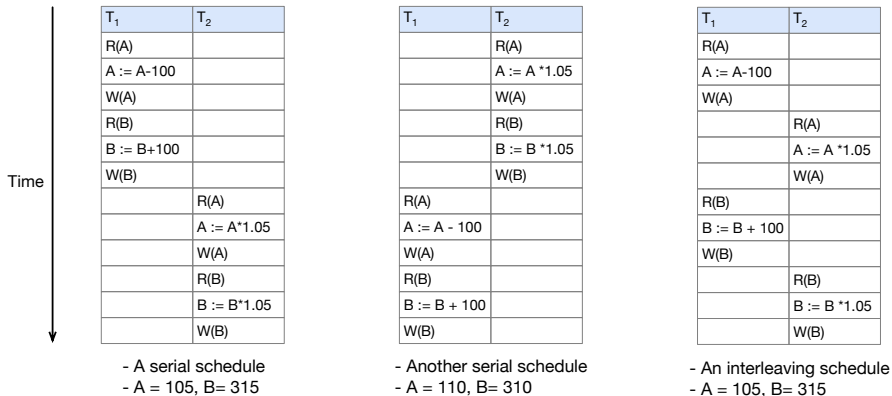 Time
T1 T2
R(A)
A := A-100
W(A)
R(B)
B := B+100
W(B)
R(A)
A := A*1.05
W(A)
R(B)
B := B*1.05
W(B)
- A serial schedule
- A = 105, B= 315
T1 T2
R(A)
A := A *1.05
W(A)
R(B)
B := B *1.05
W(B)
R(A)
A := A - 100
W(A)
R(B)
B := B + 100
W(B)
- Another serial schedule
- A = 110, B= 310
T1 T2
R(A)
A := A-100
W(A)
R(A)
A := A *1.05
W(A)
R(B)
B := B + 100
W(B)
R(B)
B := B *1.05
W(B)
- An interleaving schedule
- A = 105, B= 315